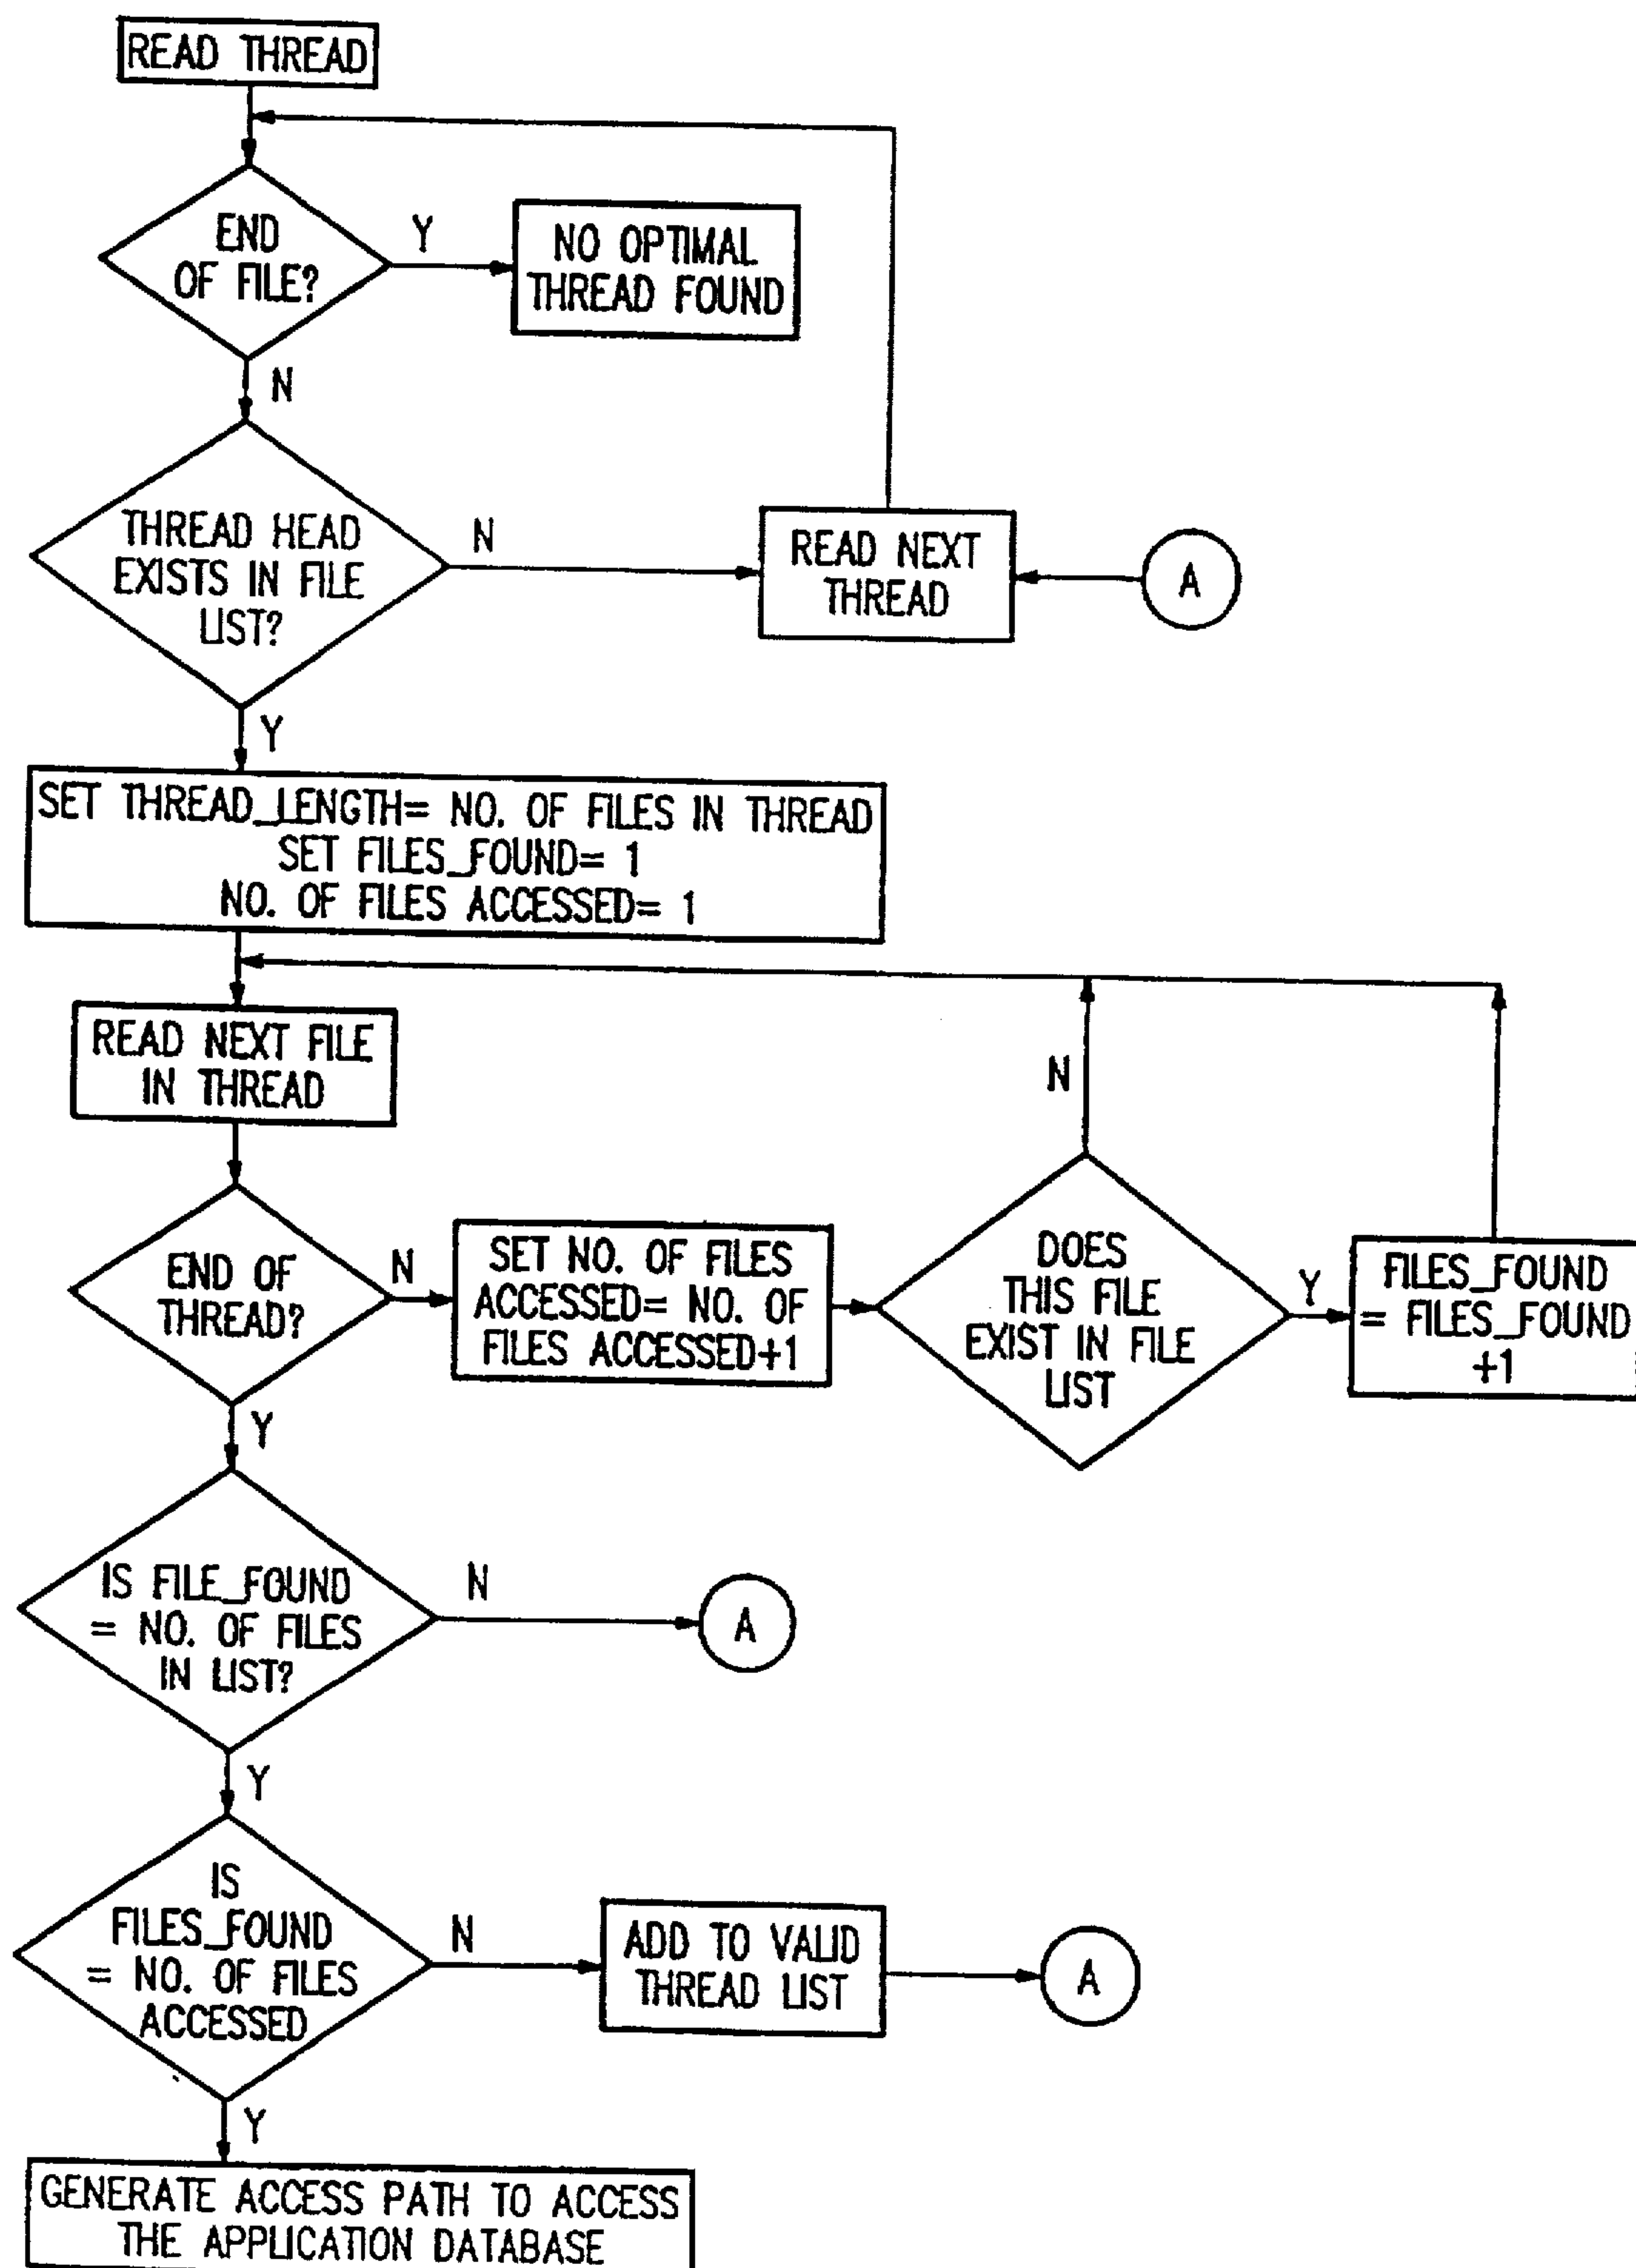 READ THREAD
END
OF FILE?
Y
NO OPTIMAL
THREAD FOUND
N
THREAD HEAD
EXISTS IN FILE
LIST?
N
READ NEXT
THREAD
A
Y
SET THREAD_LENGTH= NO. OF FILES IN THREAD
SET FILES_FOUND= 1
NO. OF FILES ACCESSED= 1
READ NEXT FILE
IN THREAD
N
END OF
THREAD?
N
SET NO. OF FILES
ACCESSED= NO. OF
FILES ACCESSED+1
DOES
THIS FILE
EXIST IN FILE
LIST
Y
FILES_FOUND
= FILES_FOUND
+1
Y
IS FILE_FOUND
= NO. OF FILES
IN LIST?
N
A
Y
IS
FILES_FOUND
= NO. OF FILES
ACCESSED
N
ADD TO VALID
THREAD LIST
A
Y
GENERATE ACCESS PATH TO ACCESS
THE APPLICATION DATABASE